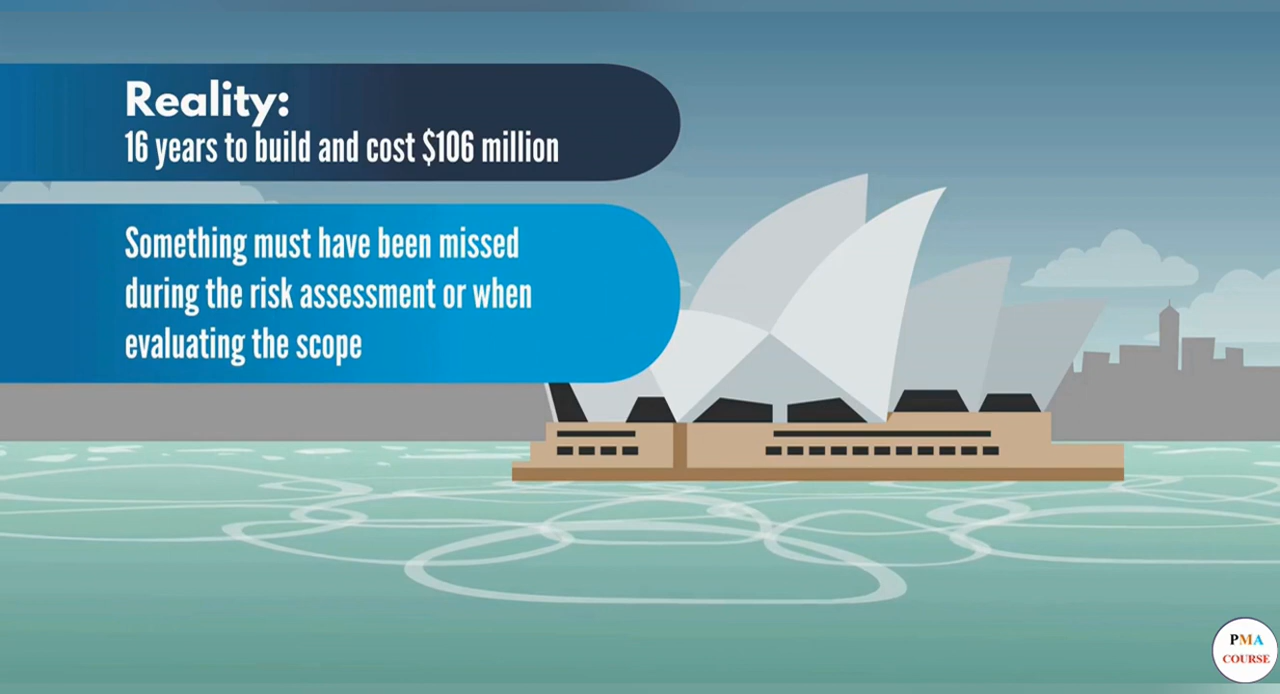 Reality:
16 years to build and cost $106 million
Something must have been missed
during the risk assessment or when
evaluating the scope
PMA
COURSE